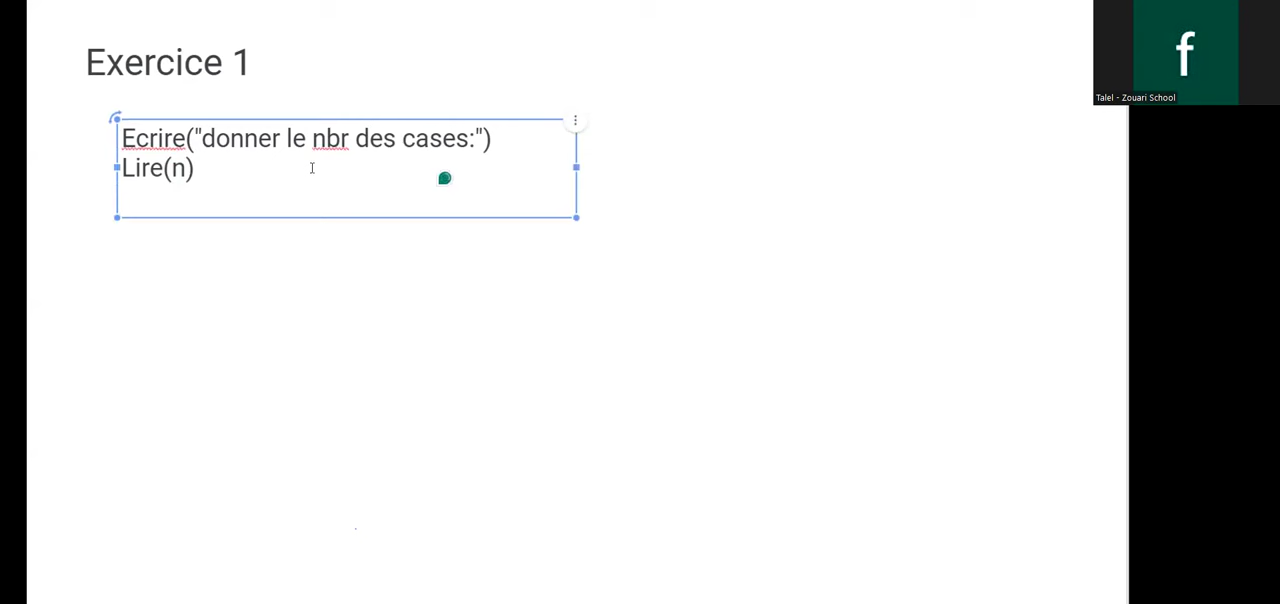 Exercice 1
Ecrire("donner le nbr des cases:")
Lire(n)
f
Talel - Zouari School